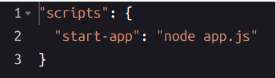 1 "scripts": {
2   "start-app": "node app.js"
3 }